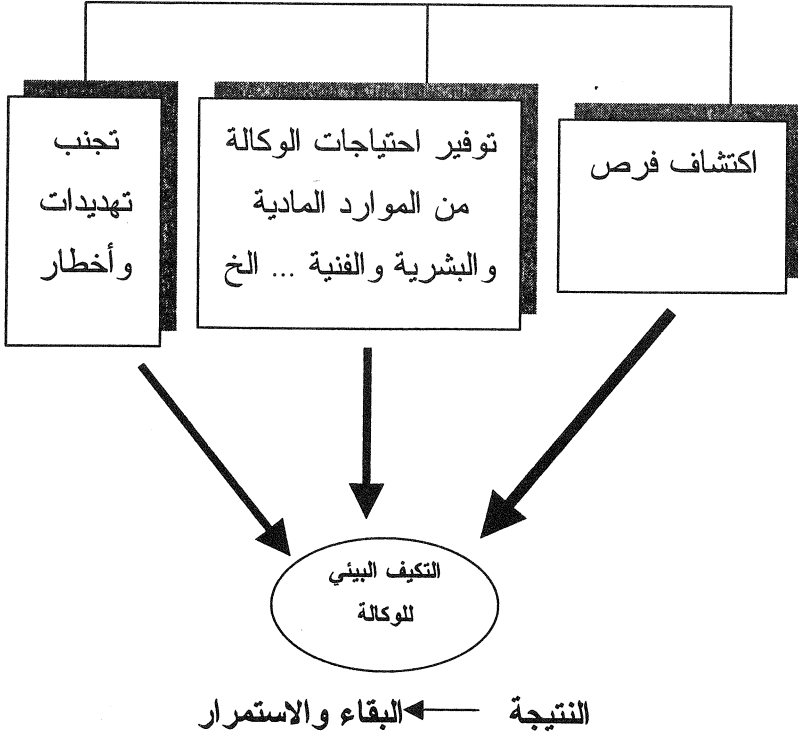 اكتشاف فرص
توفير احتياجات الوكالة
من الموارد المادية
والبشرية والفنية ... الخ
تجنب
تهديدات
وأخطار
التكيف البيئي
للوكالة
النتيجة البقاء والاستمرار